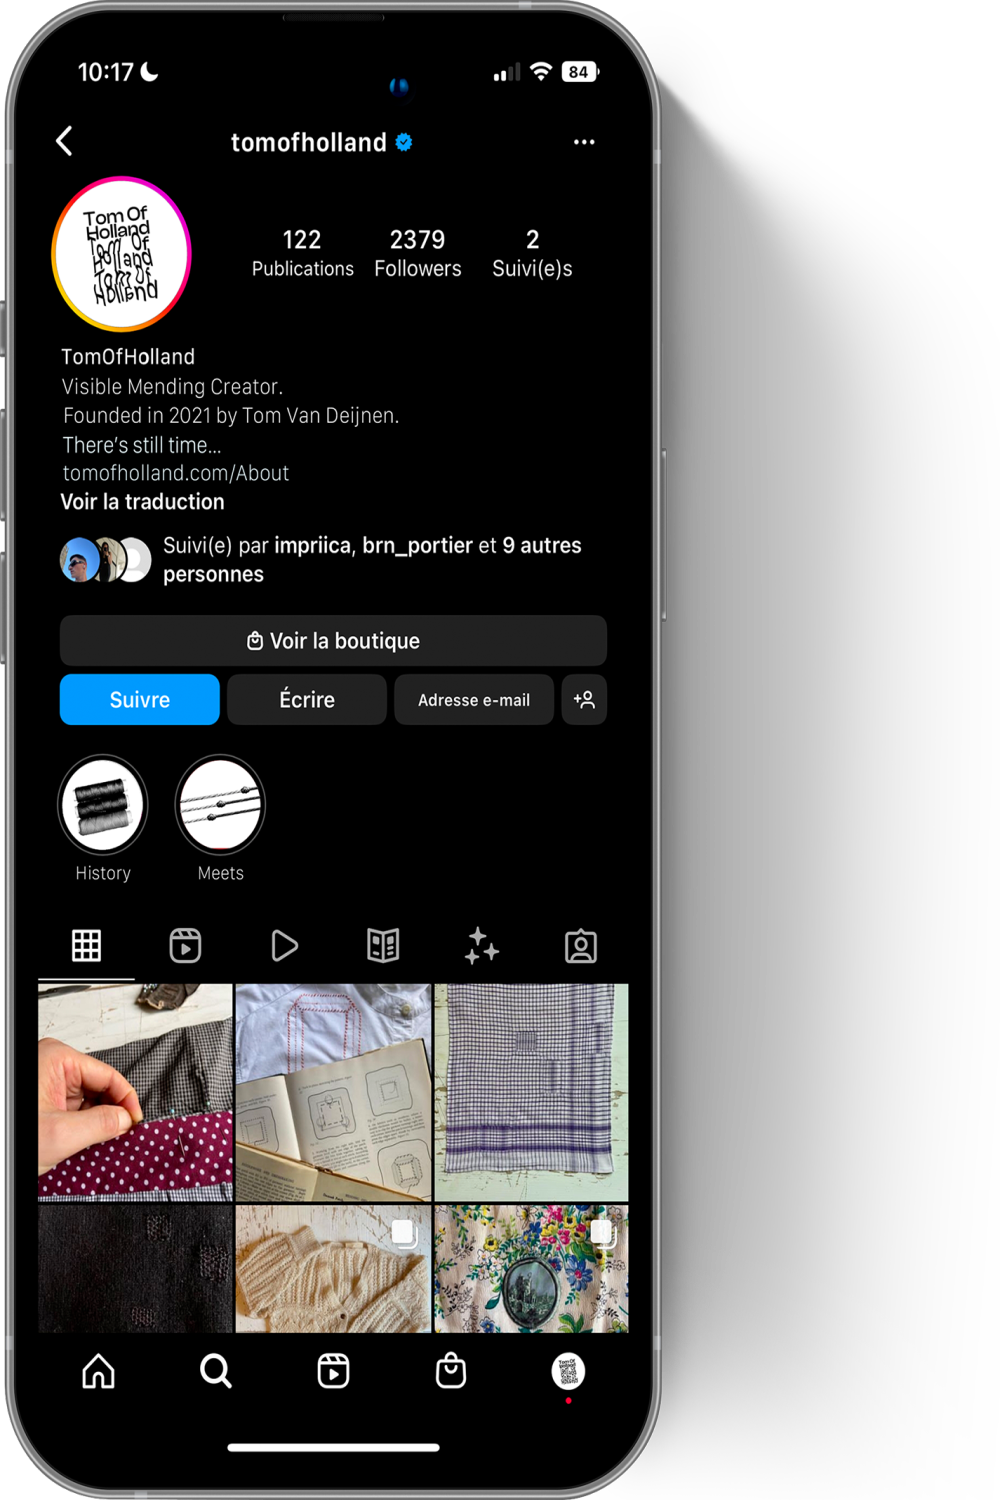 10:17
84
tomofholland
Tom Of
Holland
Tom Of
Holland
Tom Of
Holland
122
2379
2
Publications
Followers
Suivi(e)s
TomOfHolland
Visible Mending Creator.
Founded in 2021 by Tom Van Deijnen.
There's still time...
tomofholland.com/About
Voir la traduction
Suivi(e) par impriica, brn_portier et 9 autres
personnes
Voir la boutique
Suivre
Écrire
Adresse e-mail
History
Meets